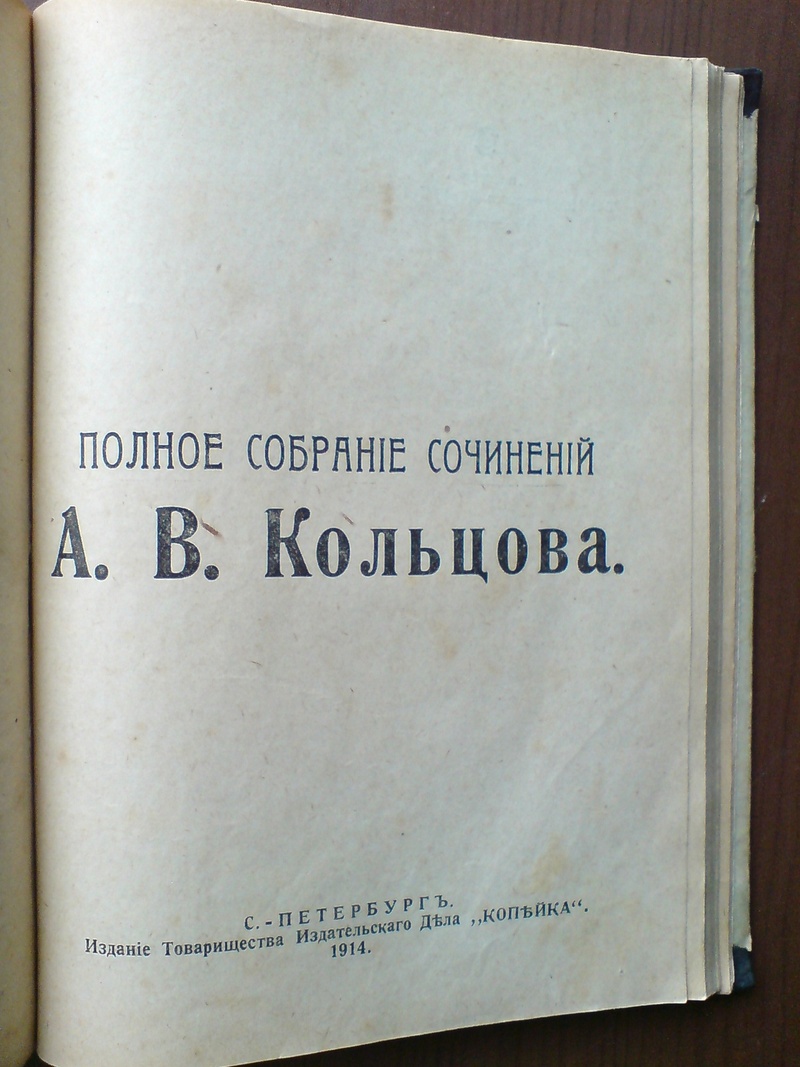 ПОЛНОЕ СОБРАНІЕ СОЧИНЕНІЙ
А. В. Кольцова.
С.-ПЕТЕРБУРГЪ.
Изданіе Товарищества Издательскаго Дѣла „КОПѢЙКА“.
1914.